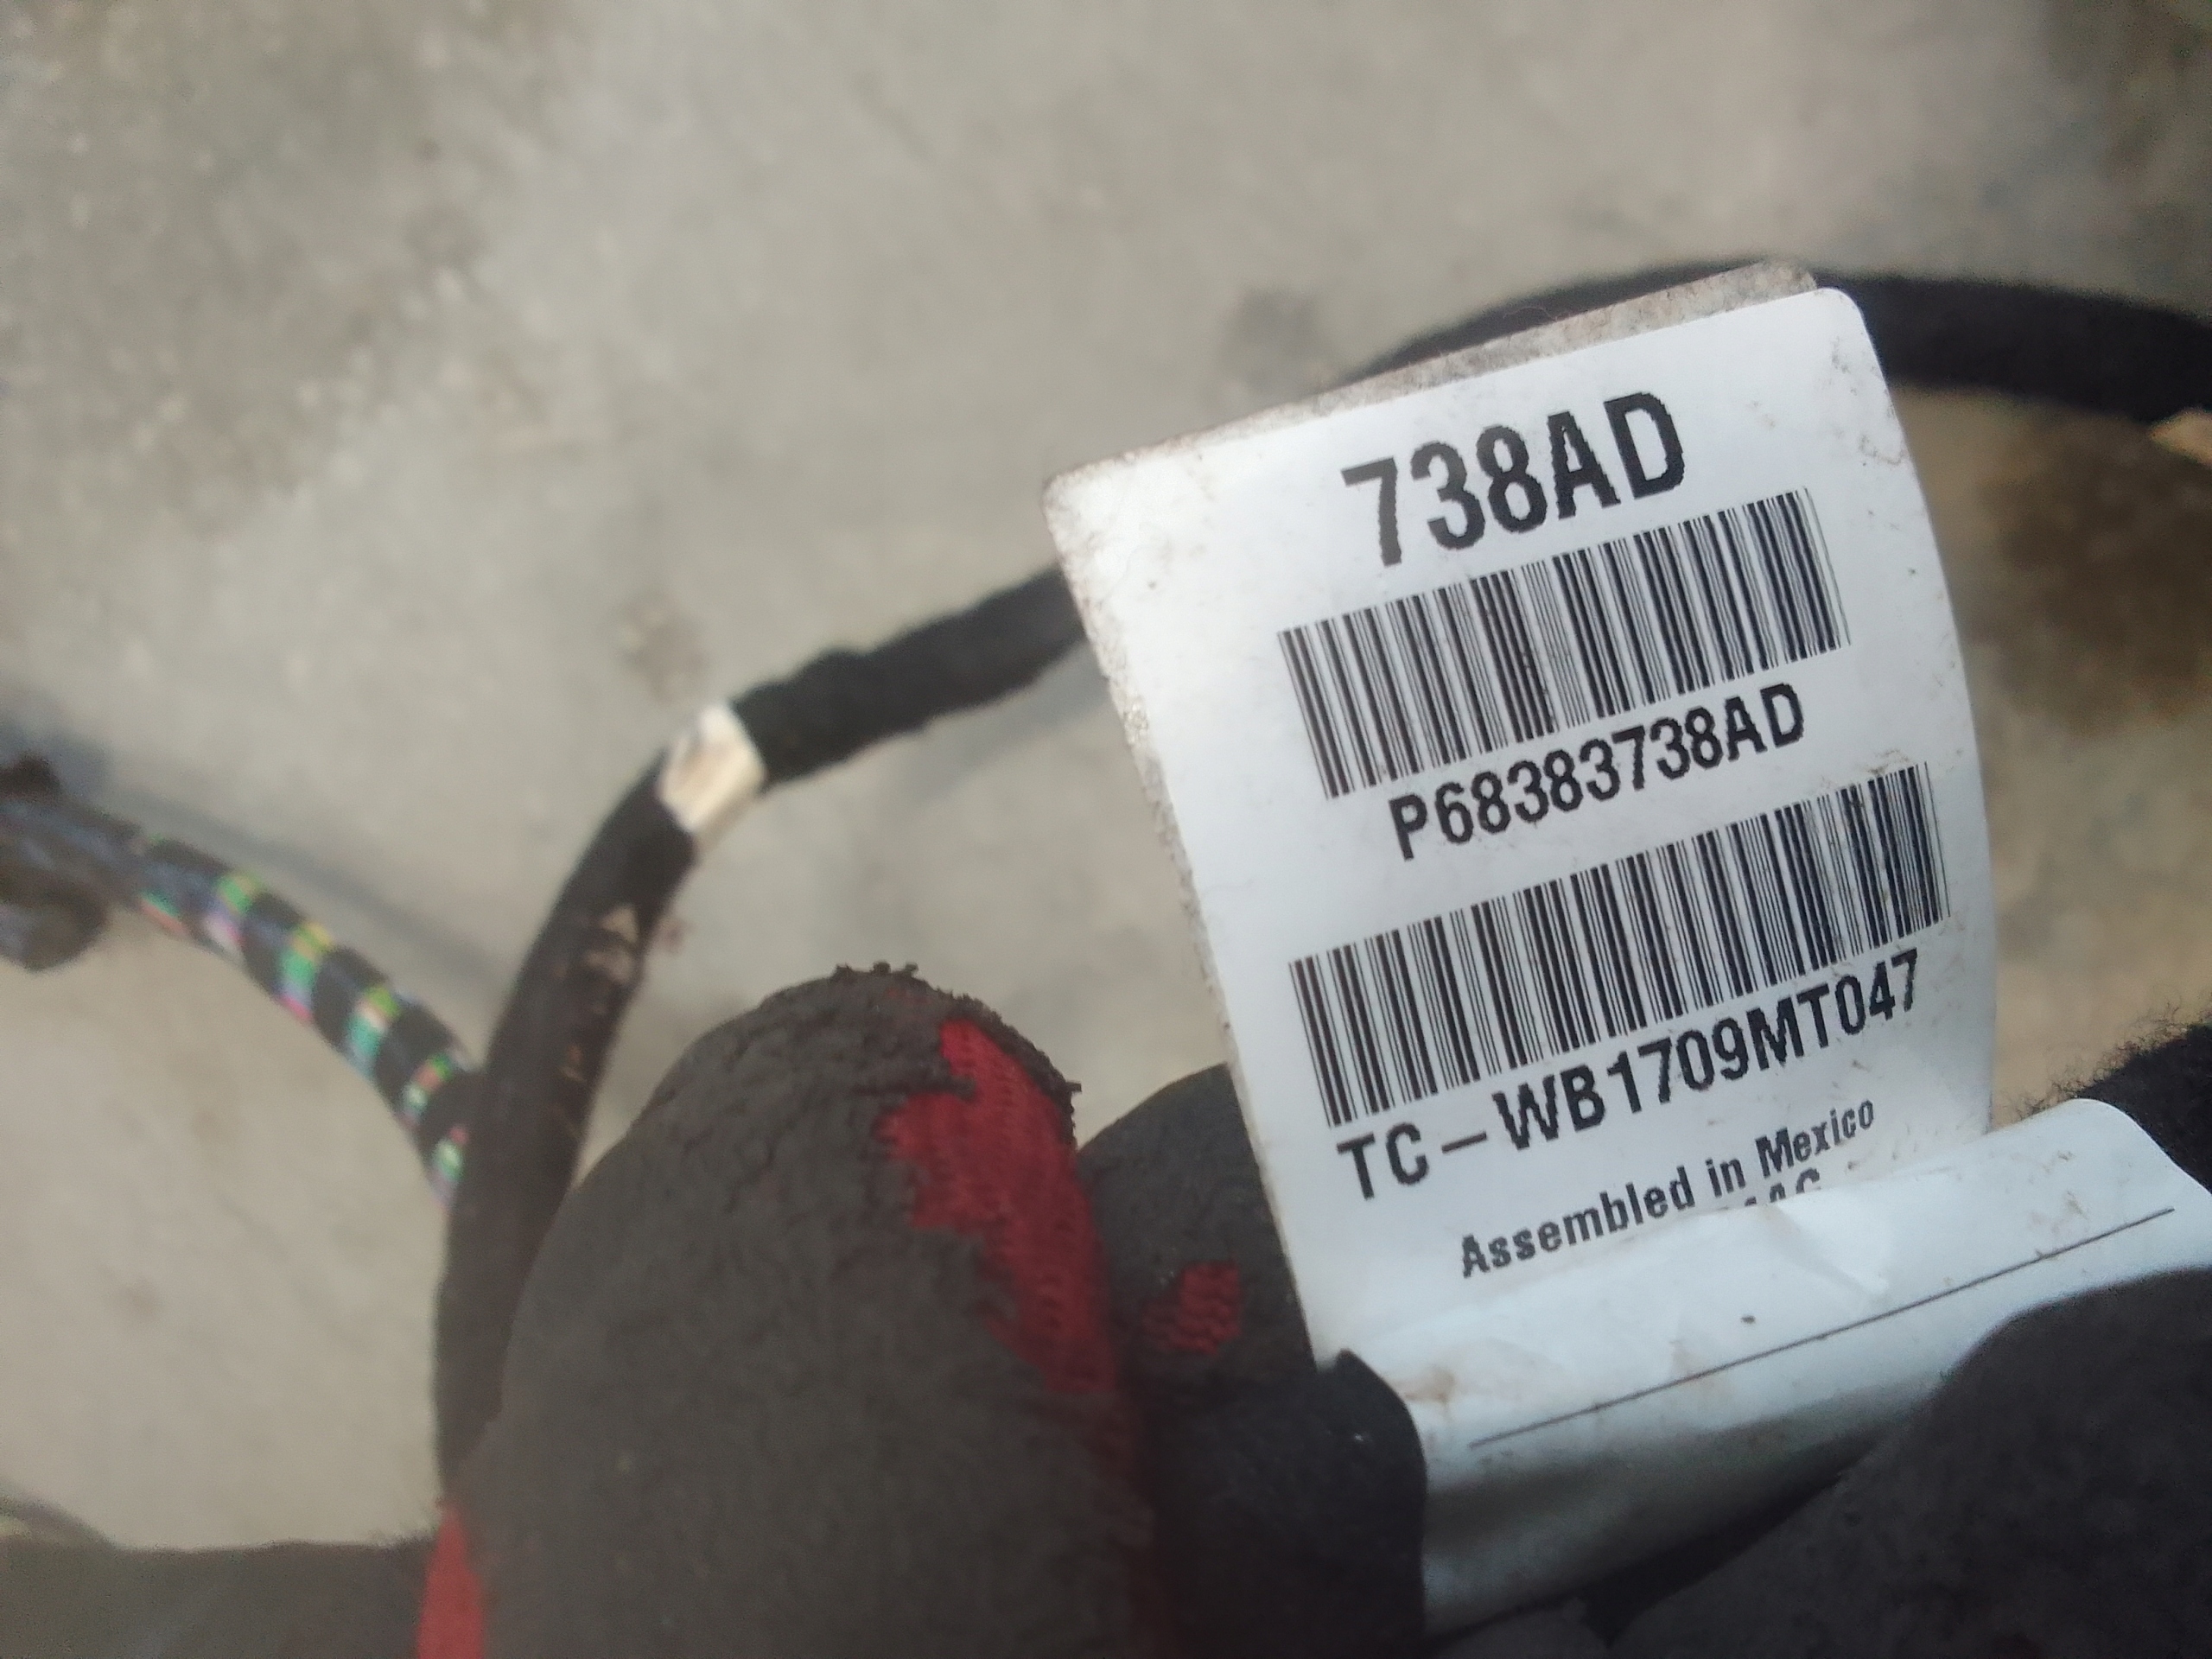 738AD
P68383738AD
TC-WB1709MT047
Assembled in Mexico